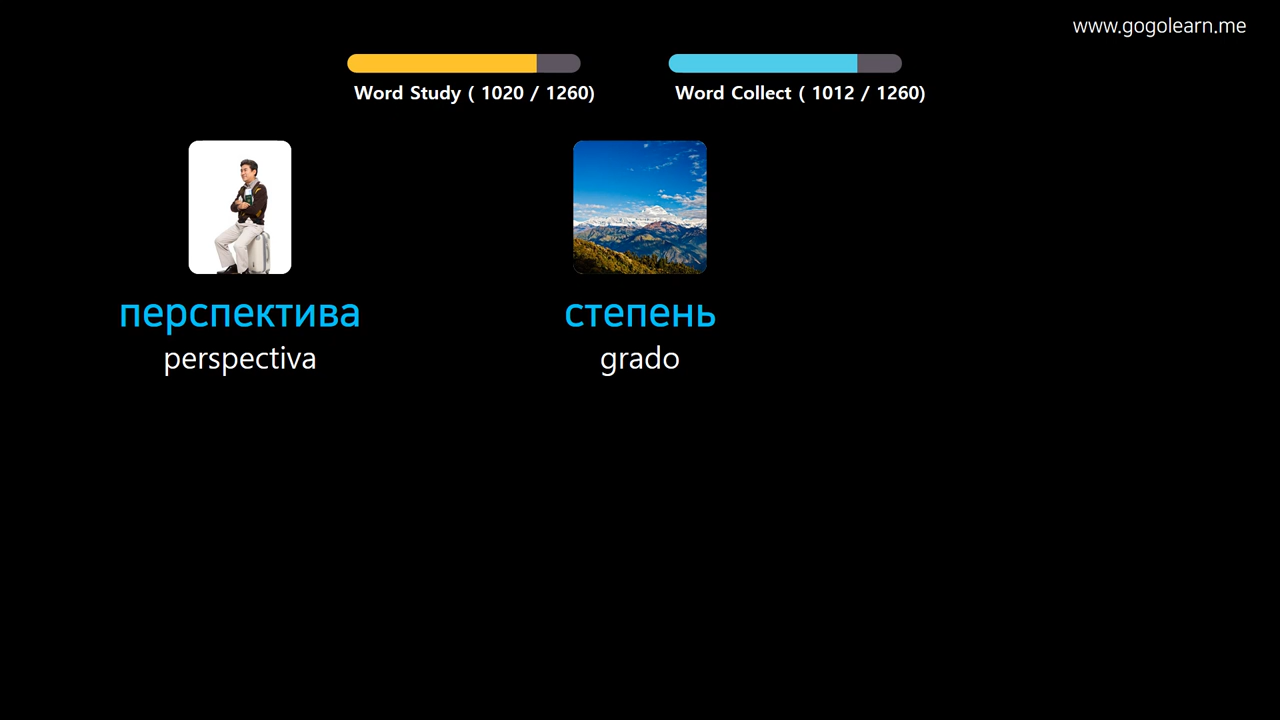 www.gogolearn.me
Word Study ( 1020 / 1260)
Word Collect ( 1012 / 1260)
перспектива
perspectiva
степень
grado